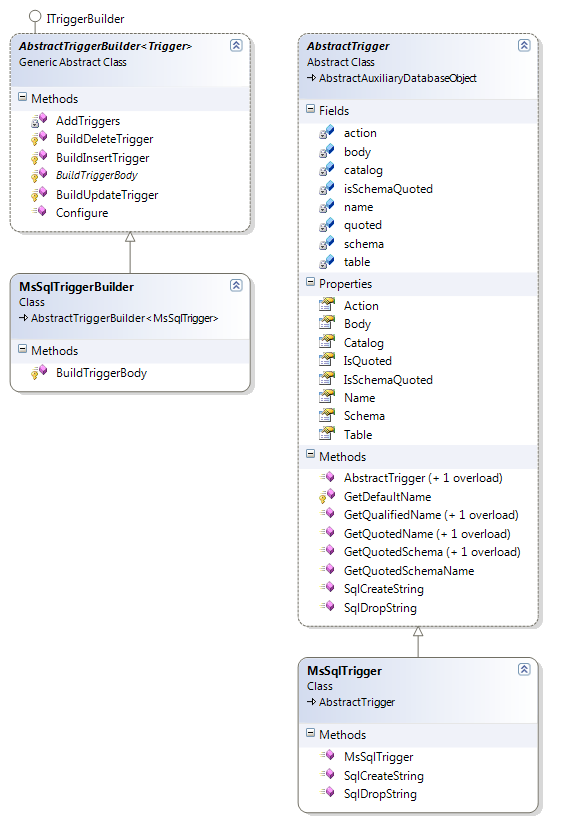 ITriggerBuilder
AbstractTriggerBuilder<Trigger>
Generic Abstract Class
Methods
AddTriggers
BuildDeleteTrigger
BuildInsertTrigger
BuildTriggerBody
BuildUpdateTrigger
Configure
MsSqlTriggerBuilder
Class
AbstractTriggerBuilder<MsSqlTrigger>
Methods
BuildTriggerBody
AbstractTrigger
Abstract Class
AbstractAuxiliaryDatabaseObject
Fields
action
body
catalog
isSchemaQuoted
name
quoted
schema
table
Properties
Action
Body
Catalog
IsQuoted
IsSchemaQuoted
Name
Schema
Table
Methods
AbstractTrigger (+ 1 overload)
GetDefaultName
GetQualifiedName (+ 1 overload)
GetQuotedName (+ 1 overload)
GetQuotedSchema (+ 1 overload)
GetQuotedSchemaName
SqlCreateString
SqlDropString
MsSqlTrigger
Class
AbstractTrigger
Methods
MsSqlTrigger
SqlCreateString
SqlDropString